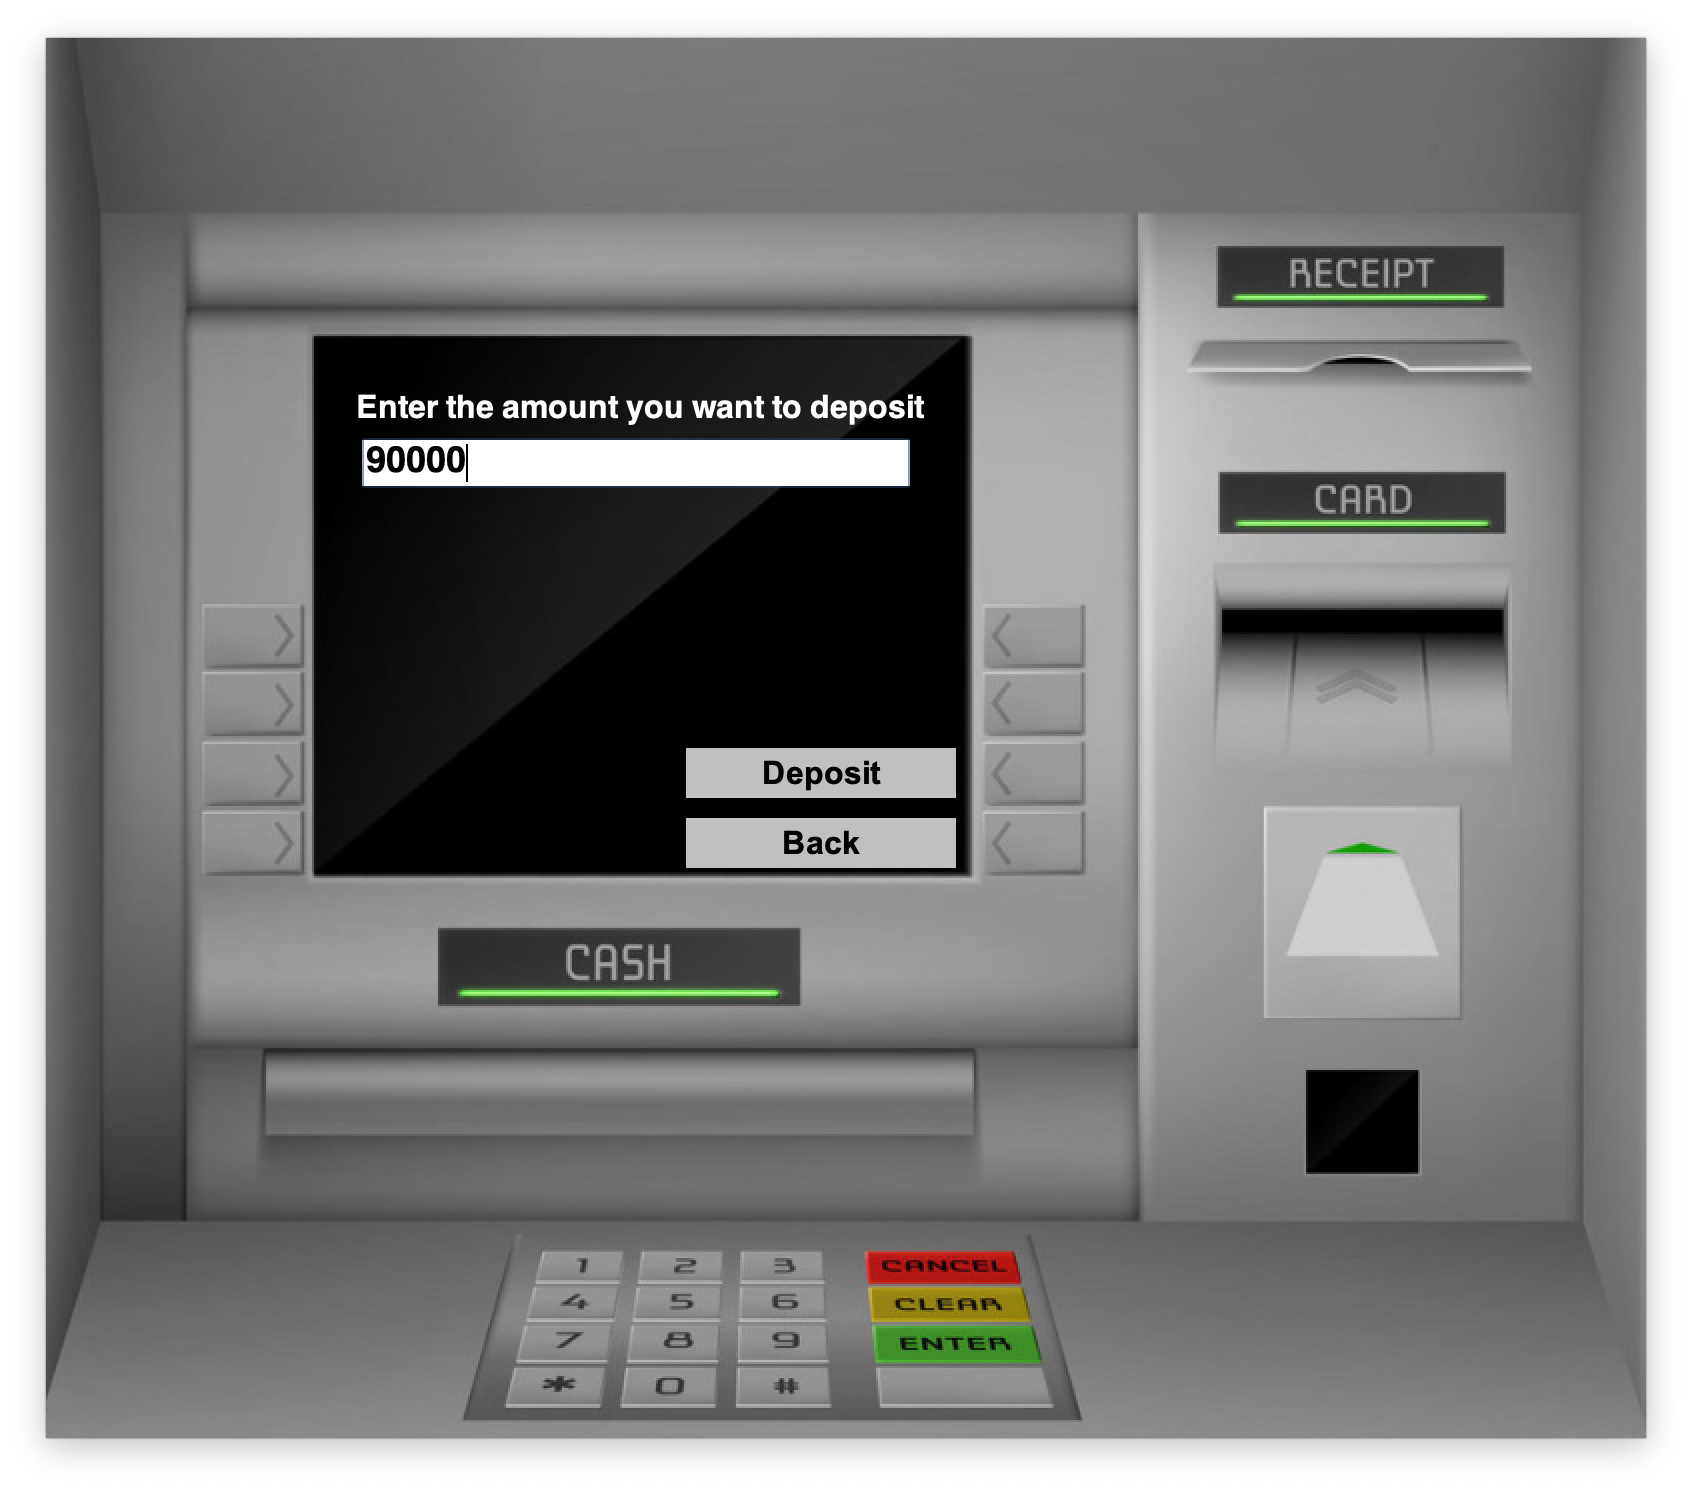 RECEIPT
Enter the amount you want to deposit
90000
CARD
Deposit
Back
CASH
1 2 3 CANCEL
4 5 6 CLEAR
7 8 9 ENTER
* 0 #